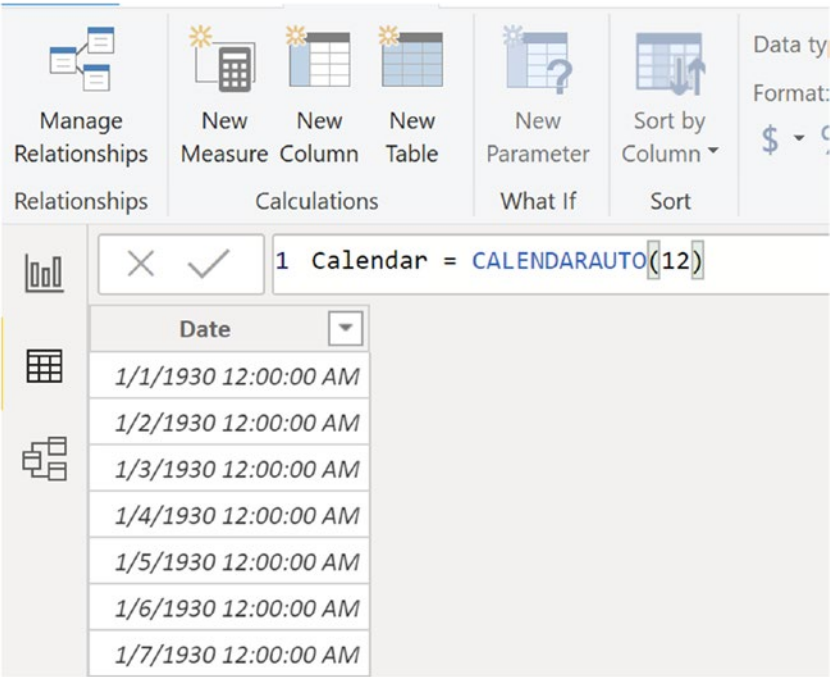 Manage
Relationships
New
Measure
New
Column
New
Table
New
Parameter
Sort by
Column
Data
Format:
$
Relationships
Calculations
What If
Sort
1 Calendar = CALENDARAUTO(12)
Date
1/1/1930 12:00:00 AM
1/2/1930 12:00:00 AM
1/3/1930 12:00:00 AM
1/4/1930 12:00:00 AM
1/5/1930 12:00:00 AM
1/6/1930 12:00:00 AM
1/7/1930 12:00:00 AM